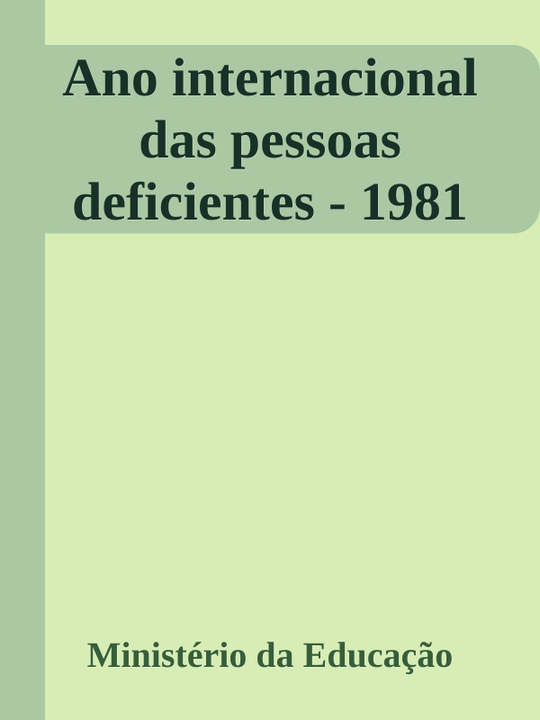 Ano internacional
das pessoas
deficientes - 1981
Ministério da Educação